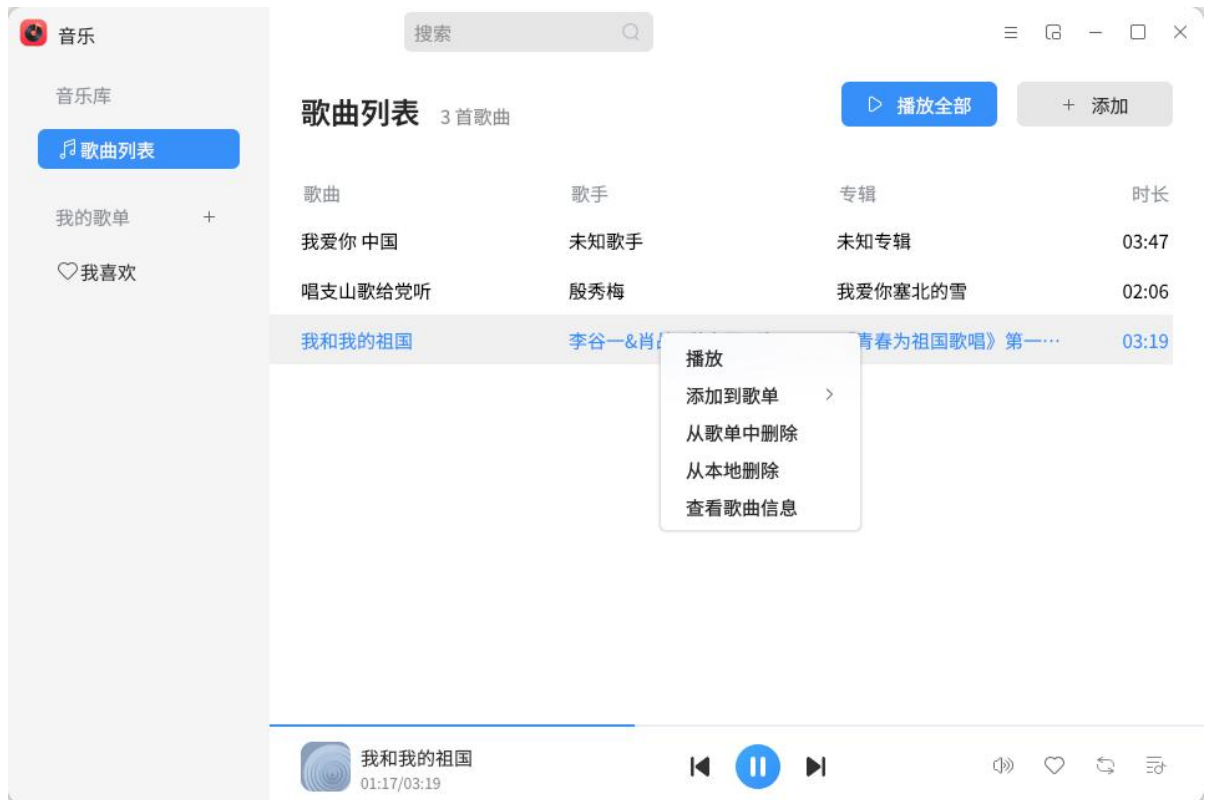 音乐
搜索
音乐库
歌曲列表
我的歌单
我喜欢
歌曲列表 3 首歌曲
播放全部
添加
歌曲 歌手 专辑 时长
我爱你 中国 未知歌手 未知专辑 03:47
唱支山歌给党听 殷秀梅 我爱你塞北的雪 02:06
我和我的祖国 李谷一&肖 青春为祖国歌唱》第一… 03:19
播放
添加到歌单
从歌单中删除
从本地删除
查看歌曲信息
我和我的祖国
01:17/03:19